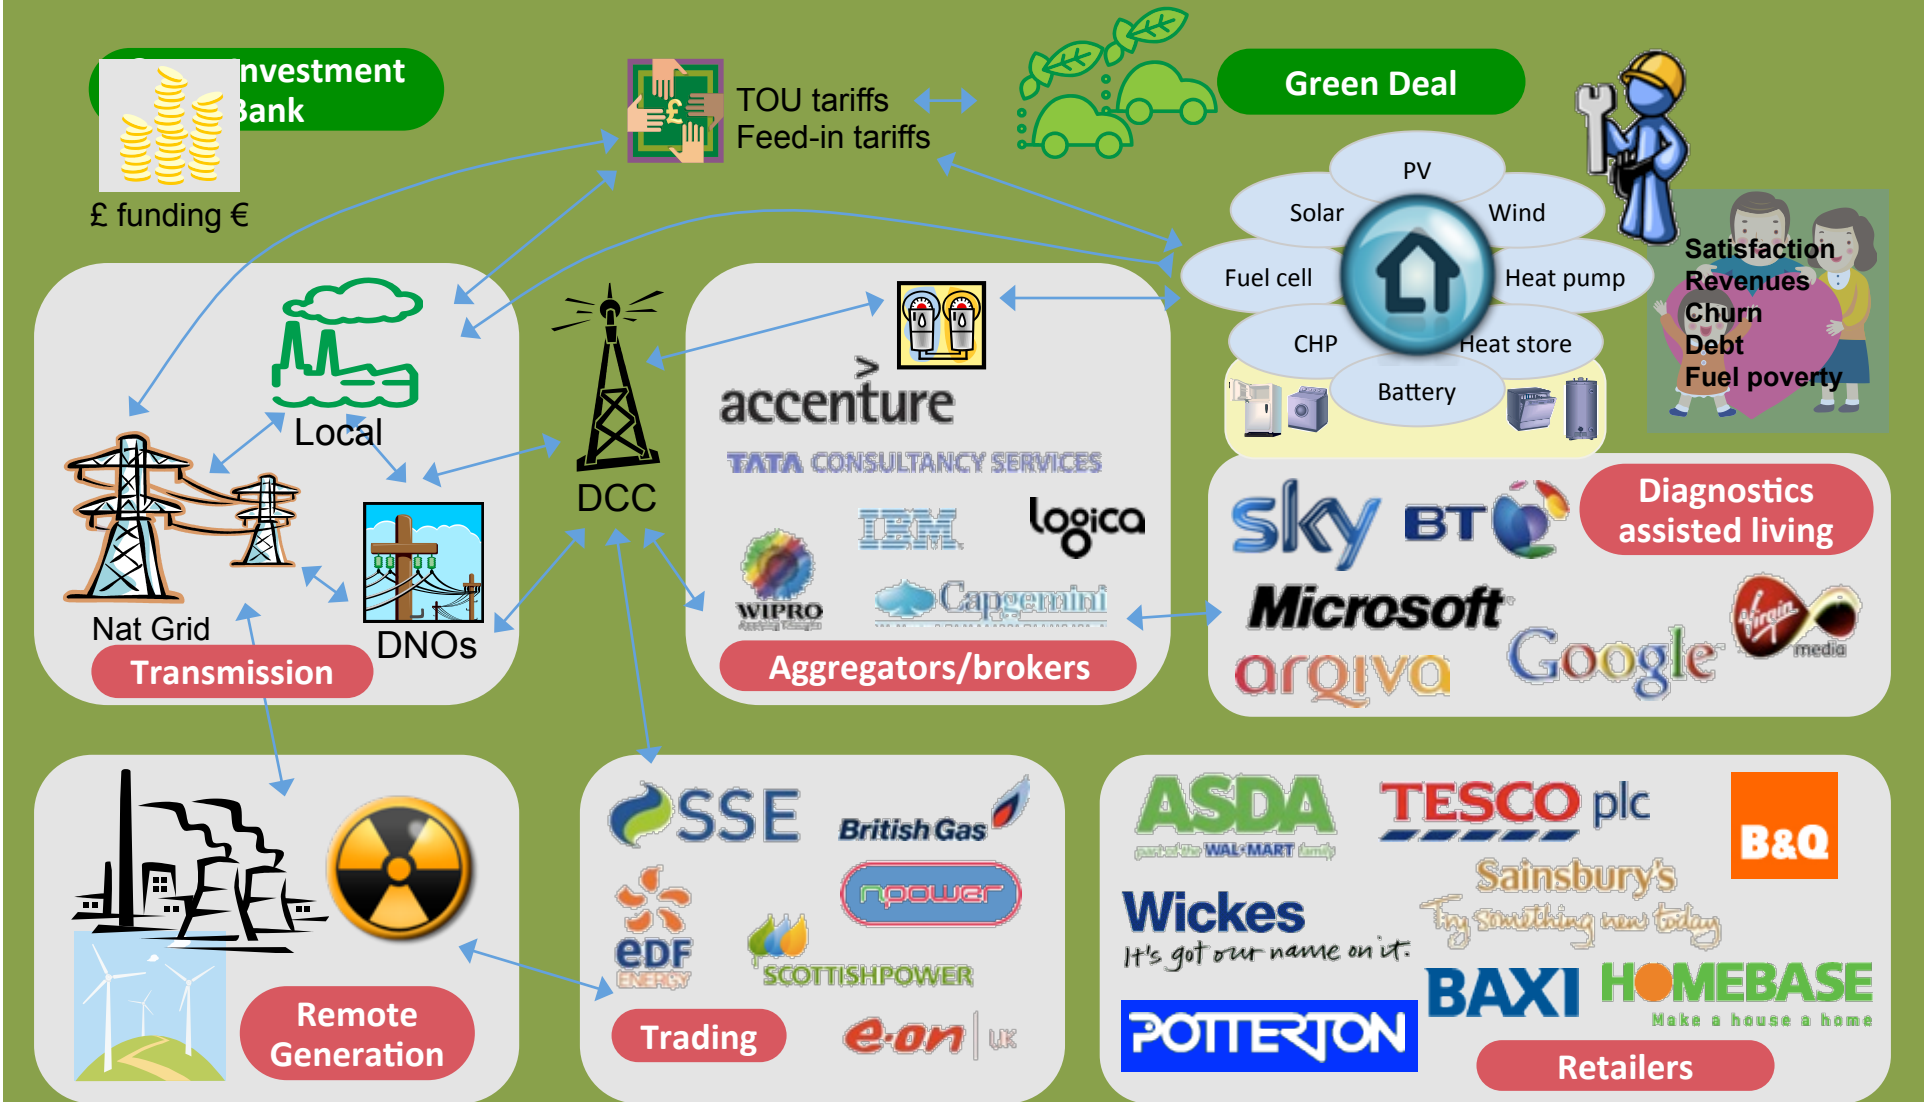 Investment
Bank
£ funding €
£
TOU tariffs
Feed-in tariffs
Green Deal
PV
Solar
Wind
Fuel cell
Heat pump
CHP
Heat store
Battery
Satisfaction
Revenues
Churn
Debt
Fuel poverty
Local
Nat Grid
DNOs
Transmission
DCC
accenture
TATA CONSULTANCY SERVICES
IBM
logica
WIPRO
Applying Thoughts
Capgemini
Aggregators/brokers
sky
BT
Diagnostics
assisted living
Microsoft
Virgin
media
arqiva
Google
Remote
Generation
SSE
British Gas
npower
eDF
ENERGY
SCOTTISHPOWER
e·on UK
Trading
ASDA
part of the WAL*MART family
TESCO plc
B&Q
Sainsbury's
Try something new today
Wickes
It's got our name on it.
BAXI
HOMEBASE
Make a house a home
POTTERTON
Retailers